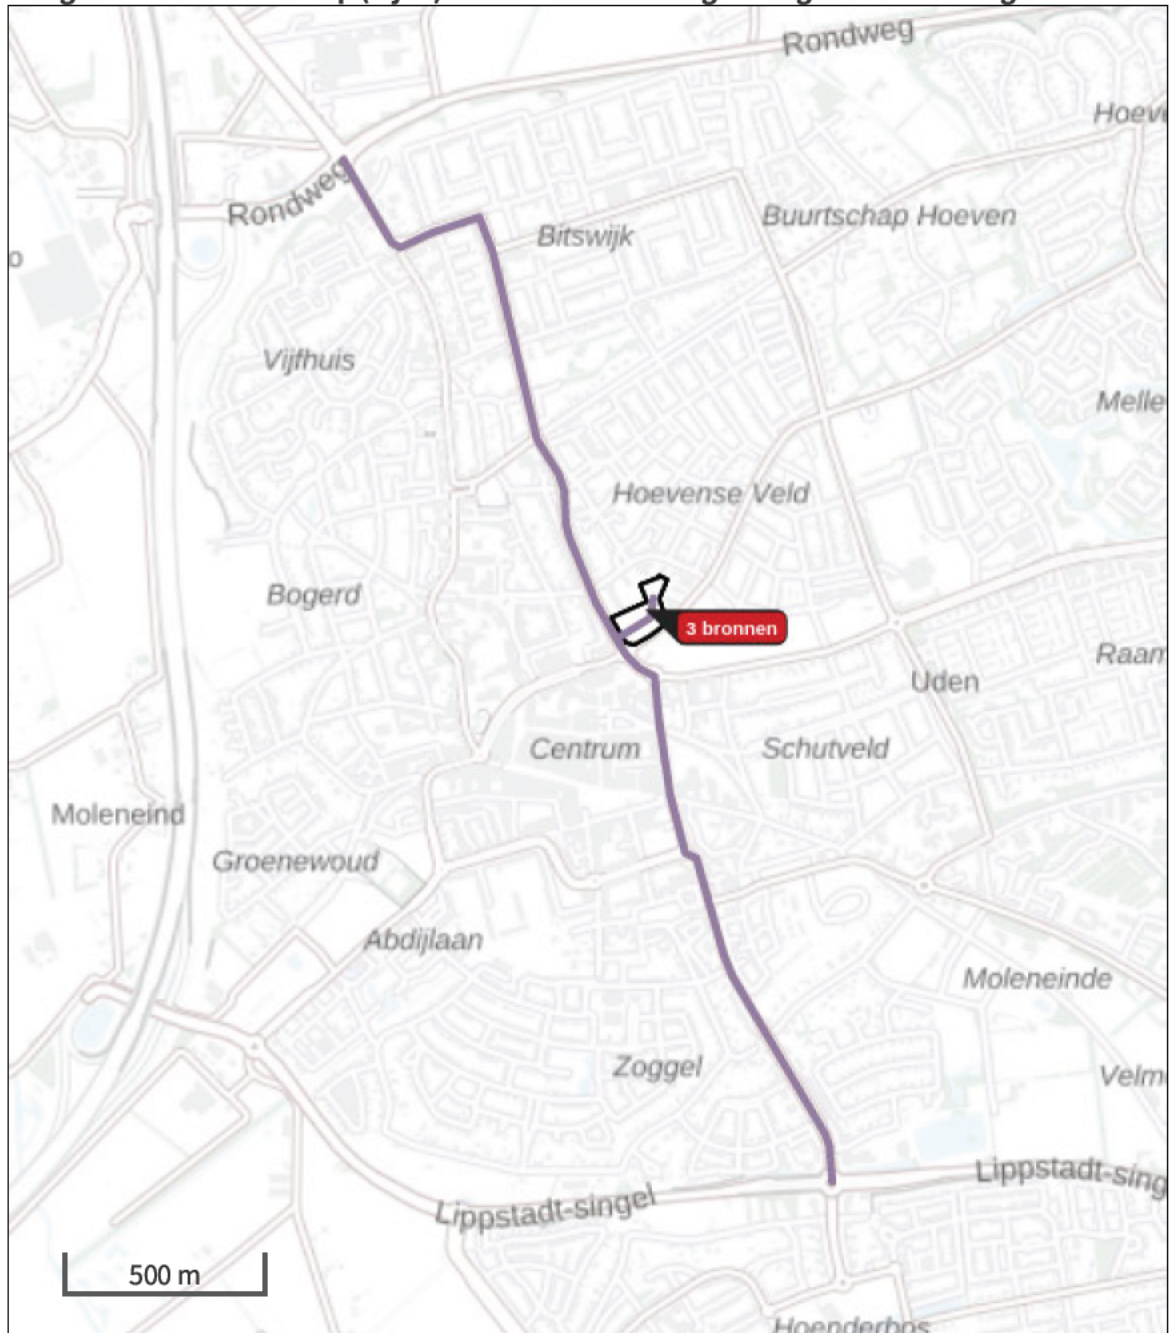 Rondweg
Hoev
Rondweg
Buurtschap Hoeven
Bitswijk
o
Vijfhuis
Melle
Hoevense Veld
Bogerd
3 bronnen
Raam
Uden
Centrum
Schutveld
Moleneind
Groenewoud
Abdijlaan
Moleneinde
Zoggel
Velm
Lippstadt-sing
Lippstadt-singel
500 m
Hoenderbos